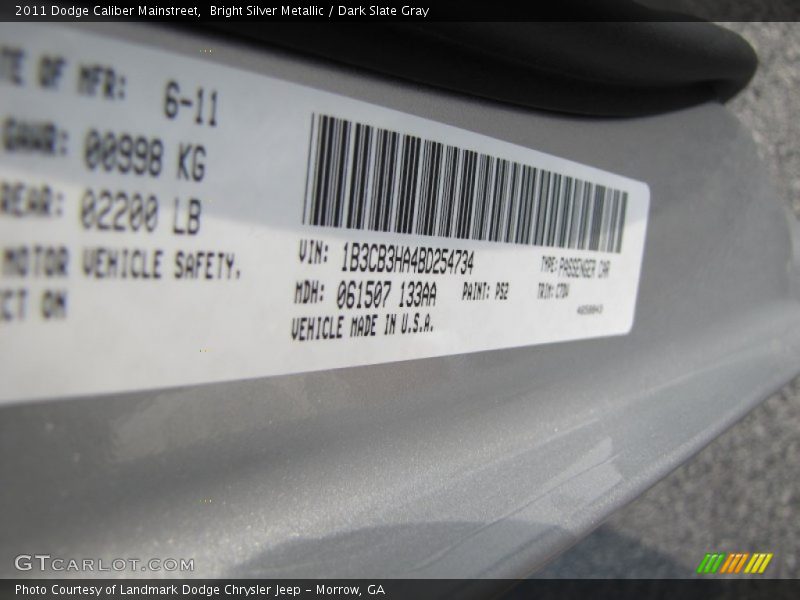 2011 Dodge Caliber Mainstreet, Bright Silver Metallic / Dark Slate Gray
TE OF MFR: 6-11
GAWR: 00998 KG
REAR: 02200 LB
MOTOR VEHICLE SAFETY.
CT ON
VIN: 1B3CB3HA4BD254734
TYPE: PASSENGER CAR
MDH: 061507 133AA PAINT: PS2
TRIM: CTDV
VEHICLE MADE IN U.S.A.
GTCARLOT.COM
Photo Courtesy of Landmark Dodge Chrysler Jeep - Morrow, GA